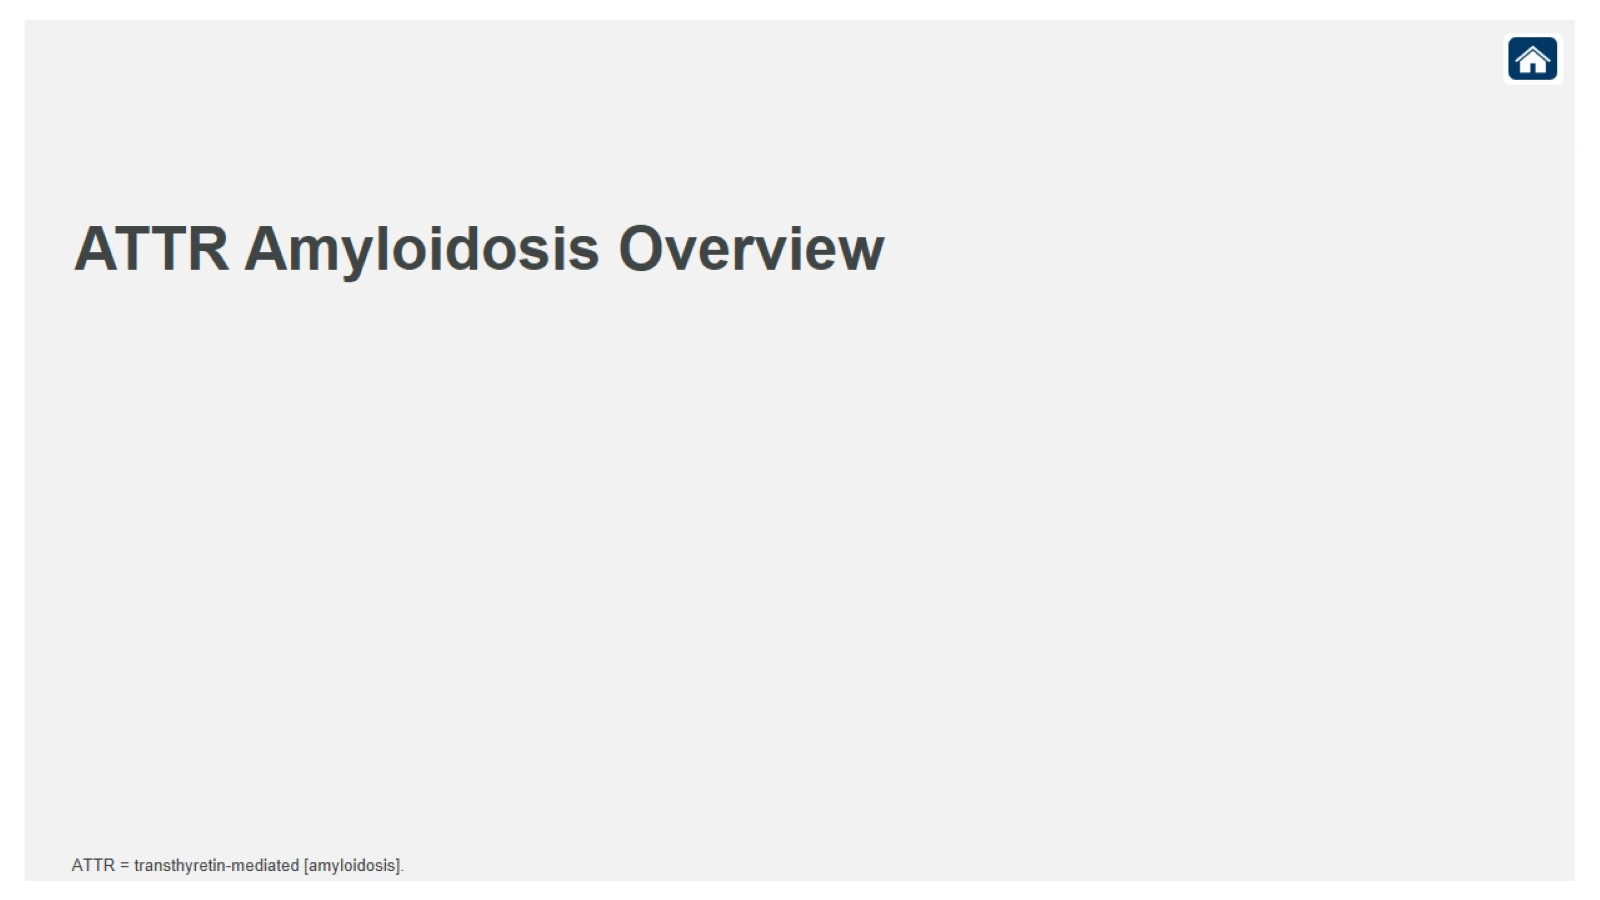 ATTR Amyloidosis Overview
ATTR = transthyretin-mediated [amyloidosis].